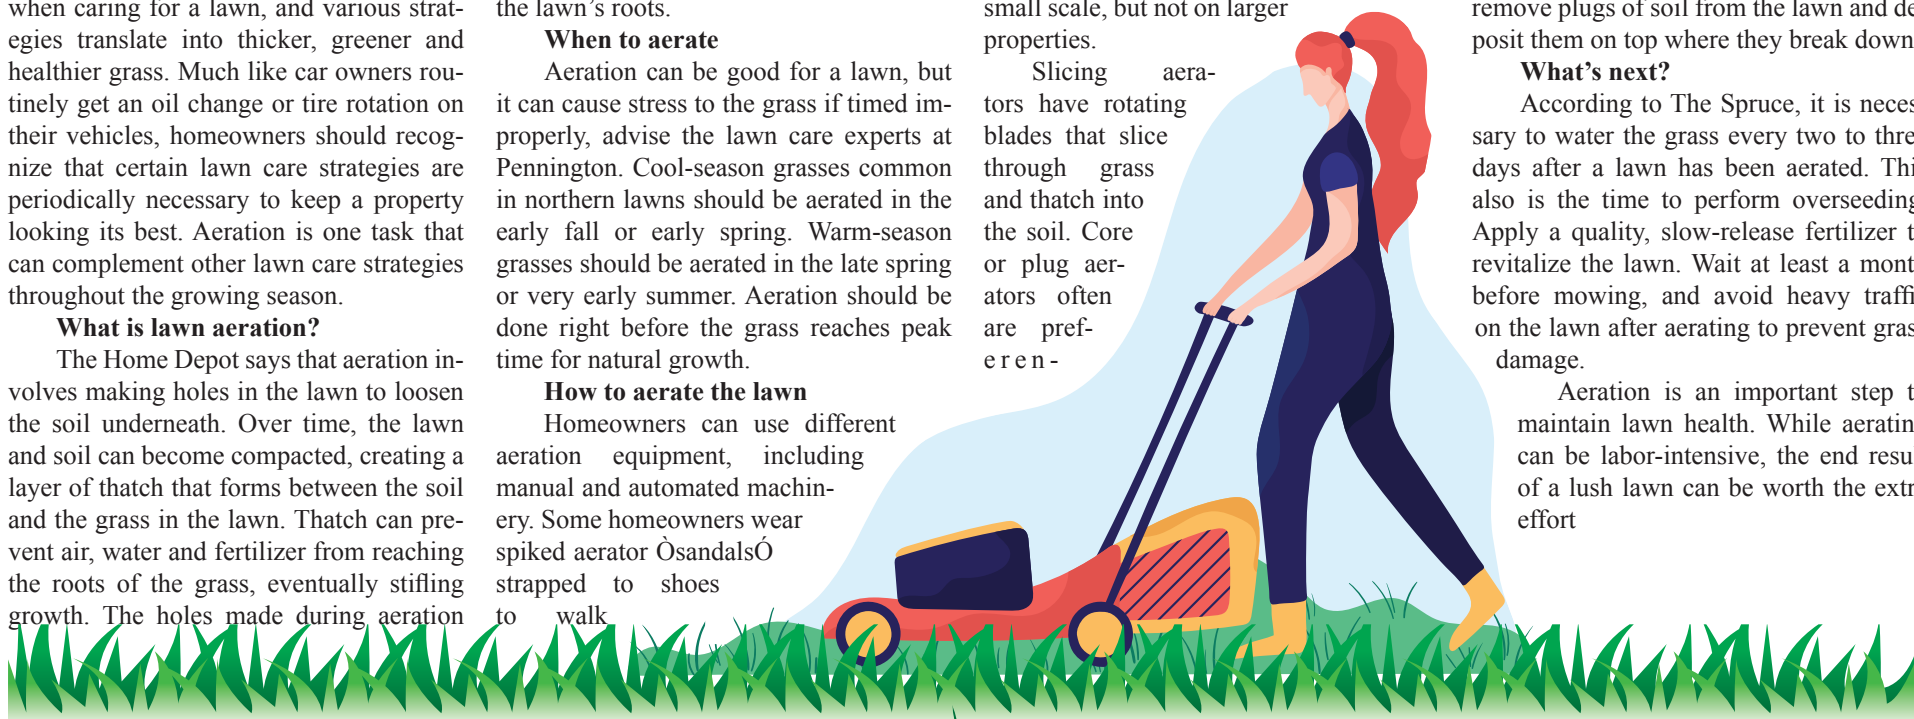 when caring for a lawn, and various strat-
egies translate into thicker, greener and
healthier grass. Much like car owners rou-
tinely get an oil change or tire rotation on
their vehicles, homeowners should recog-
nize that certain lawn care strategies are
periodically necessary to keep a property
looking its best. Aeration is one task that
can complement other lawn care strategies
throughout the growing season.
What is lawn aeration?
The Home Depot says that aeration in-
volves making holes in the lawn to loosen
the soil underneath. Over time, the lawn
and soil can become compacted, creating a
layer of thatch that forms between the soil
and the grass in the lawn. Thatch can pre-
vent air, water and fertilizer from reaching
the roots of the grass, eventually stifling
growth. The holes made during aeration
the lawn's roots.
When to aerate
Aeration can be good for a lawn, but
it can cause stress to the grass if timed im-
properly, advise the lawn care experts at
Pennington. Cool-season grasses common
in northern lawns should be aerated in the
early fall or early spring. Warm-season
grasses should be aerated in the late spring
or very early summer. Aeration should be
done right before the grass reaches peak
time for natural growth.
How to aerate the lawn
Homeowners can use different
aeration equipment, including
manual and automated machin-
ery. Some homeowners wear
spiked aerator ÒsandalsÓ
strapped to shoes
to walk
small scale, but not on larger
properties.
Slicing aera-
tors have rotating
blades that slice
through grass
and thatch into
the soil. Core
or plug aer-
ators often
are pref-
eren-
remove plugs of soil from the lawn and de
posit them on top where they break down
What's next?
According to The Spruce, it is neces
sary to water the grass every two to thre
days after a lawn has been aerated. Thi
also is the time to perform overseeding
Apply a quality, slow-release fertilizer t
revitalize the lawn. Wait at least a mont
before mowing, and avoid heavy traffi
on the lawn after aerating to prevent gras
damage.
Aeration is an important step t
maintain lawn health. While aeratin
can be labor-intensive, the end resu
of a lush lawn can be worth the extr
effort